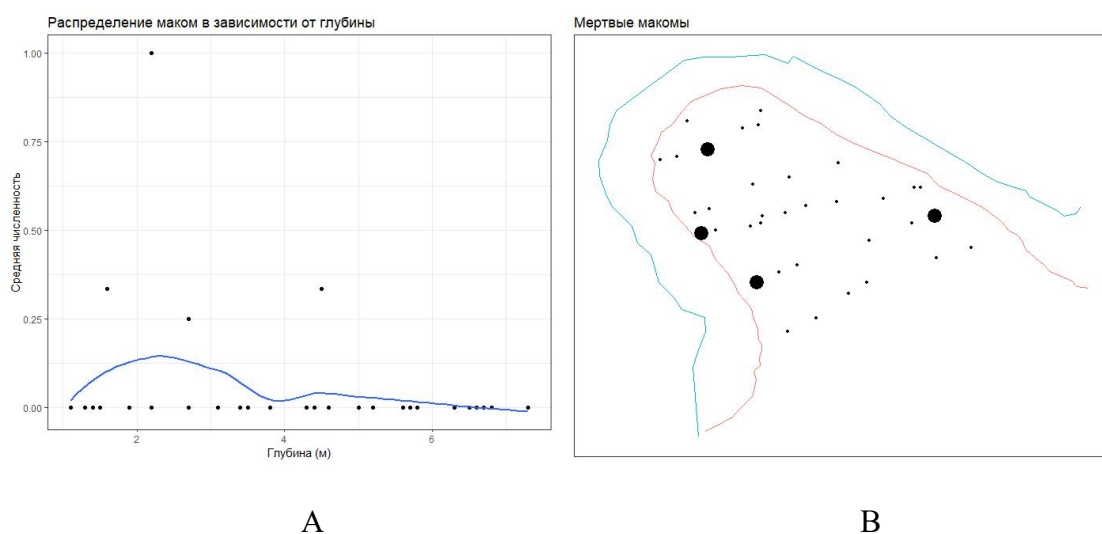 Распределение маком в зависимости от глубины
Средняя численность
1.00
0.75
0.50
0.25
0.00
2
4
6
Глубина (м)
Мертвые макомы
A
B